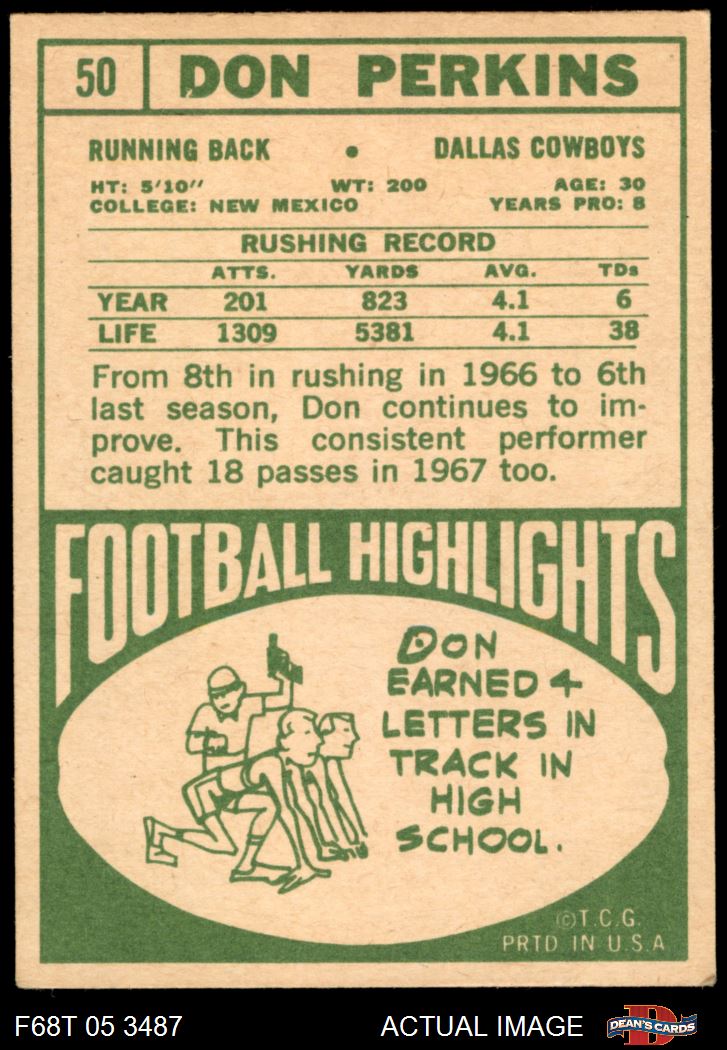 50 DON PERKINS
RUNNING BACK • DALLAS COWBOYS
HT: 5'10" WT: 200 AGE: 30
COLLEGE: NEW MEXICO YEARS PRO: 8
RUSHING RECORD
ATTS. YARDS AVG. TDs
YEAR 201 823 4.1 6
LIFE 1309 5381 4.1 38
From 8th in rushing in 1966 to 6th
last season, Don continues to im-
prove. This consistent performer
caught 18 passes in 1967 too.
FOOTBALL HIGHLIGHTS
DON
EARNED 4
LETTERS IN
TRACK IN
HIGH
SCHOOL.
©T.C.G.
PRTD IN U.S.A
F68T 05 3487 ACTUAL IMAGE D DEAN'S CARDS